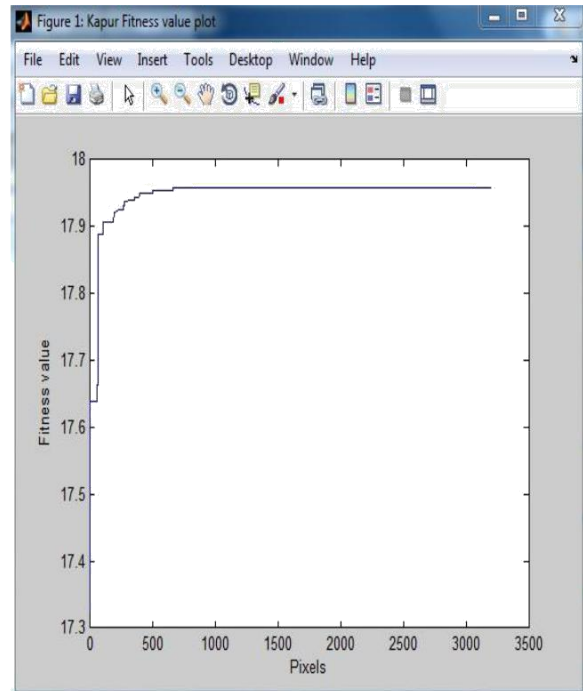 Figure 1: Kapur Fitness value plot
File Edit View Insert Tools Desktop Window Help
18
17.9
17.8
17.7
17.6
17.5
17.4
17.3
Fitness value
0 500 1000 1500 2000 2500 3000 3500
Pixels